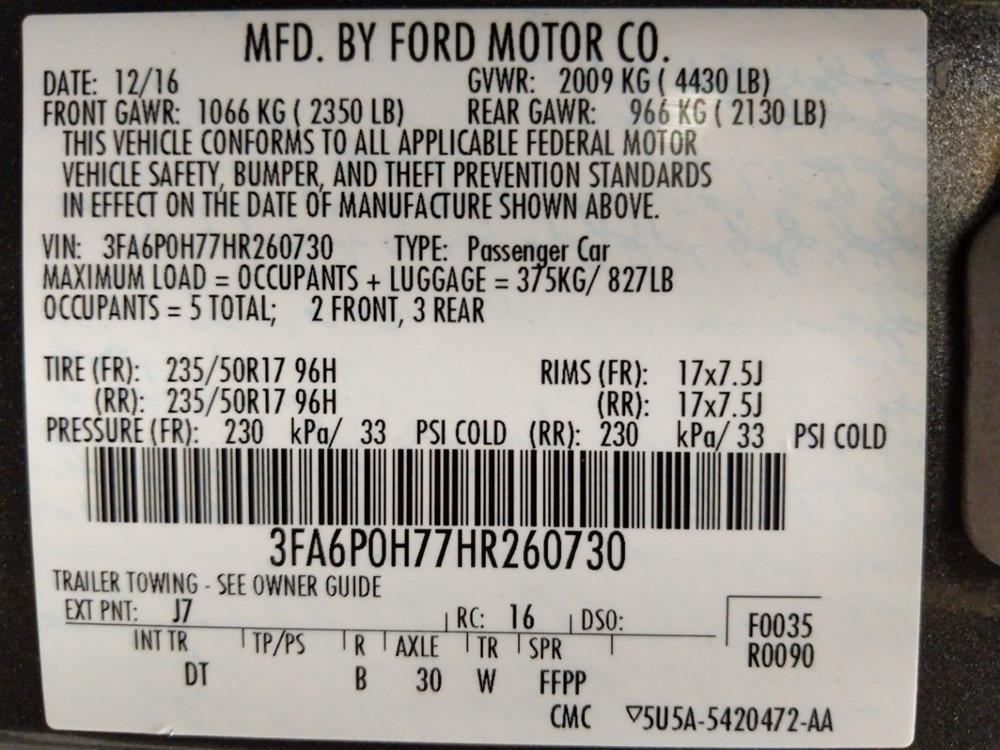 MFD. BY FORD MOTOR CO.
DATE: 12/16 GVWR: 2009 KG ( 4430 LB)
FRONT GAWR: 1066 KG ( 2350 LB) REAR GAWR: 966 KG ( 2130 LB)
THIS VEHICLE CONFORMS TO ALL APPLICABLE FEDERAL MOTOR
VEHICLE SAFETY, BUMPER, AND THEFT PREVENTION STANDARDS
IN EFFECT ON THE DATE OF MANUFACTURE SHOWN ABOVE.
VIN: 3FA6P0H77HR260730 TYPE: Passenger Car
MAXIMUM LOAD = OCCUPANTS + LUGGAGE = 375KG/ 827LB
OCCUPANTS = 5 TOTAL; 2 FRONT, 3 REAR
TIRE (FR): 235/50R17 96H RIMS (FR): 17x7.5J
(RR): 235/50R17 96H (RR): 17x7.5J
PRESSURE (FR): 230 kPa/ 33 PSI COLD (RR): 230 kPa/ 33 PSI COLD
3FA6P0H77HR260730
TRAILER TOWING - SEE OWNER GUIDE
EXT PNT: J7 RC: 16 DSO: F0035
INT TR TP/PS R AXLE TR SPR R0090
DT B 30 W FFPP
CMC ▽5U5A-5420472-AA